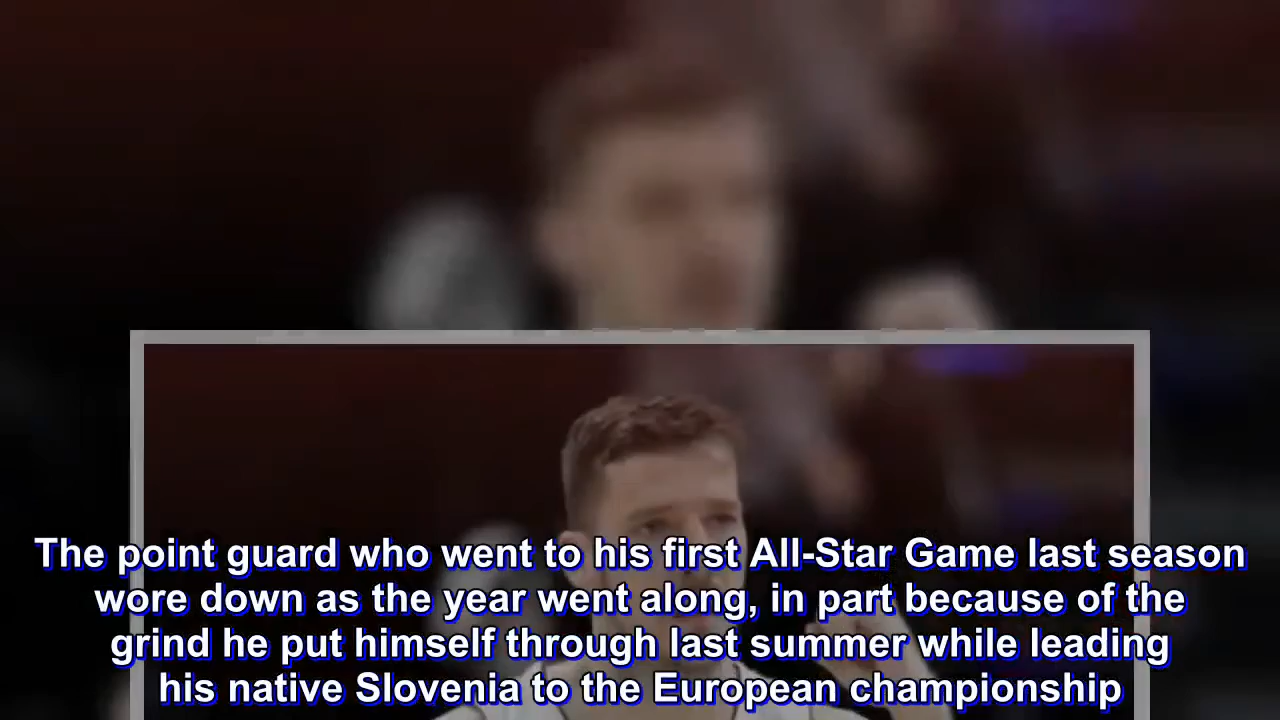 The point guard who went to his first All-Star Game last season
wore down as the year went along, in part because of the
grind he put himself through last summer while leading
his native Slovenia to the European championship